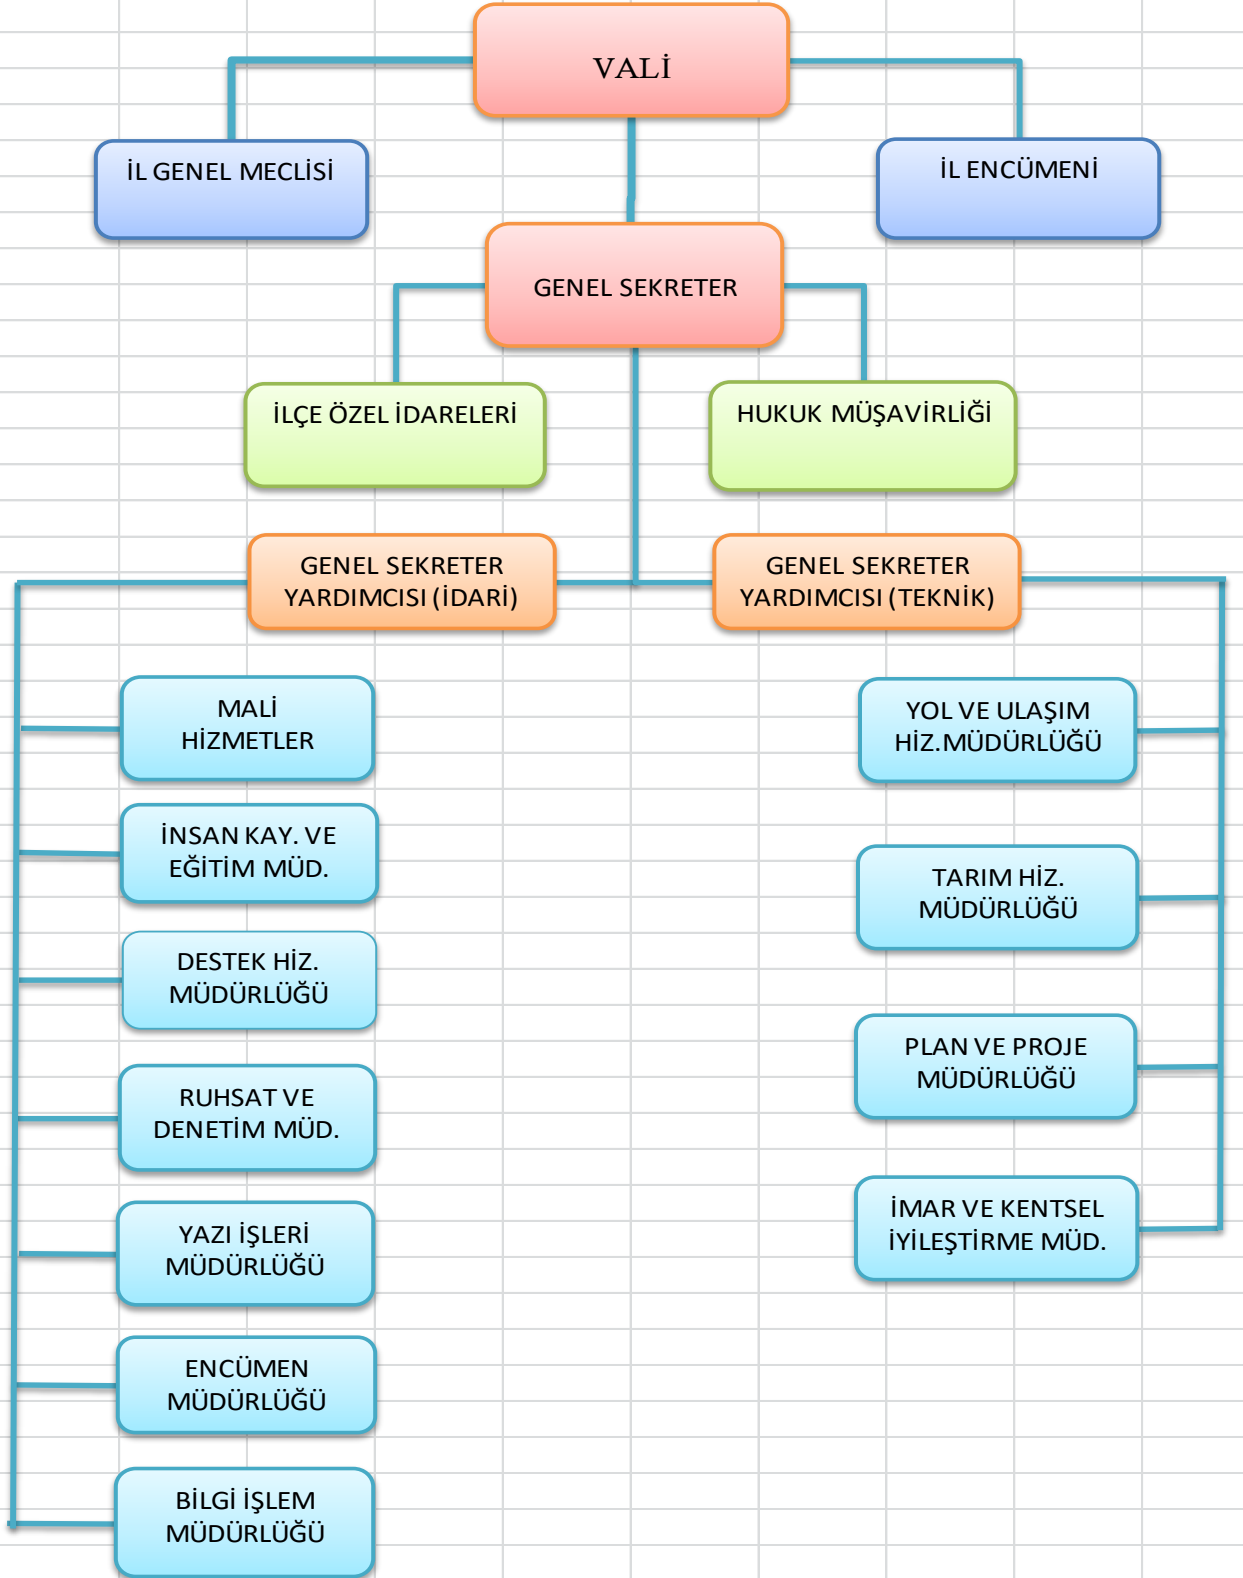 VALİ
İL GENEL MECLİSİ
İL ENCÜMENİ
GENEL SEKRETER
İLÇE ÖZEL İDARELERİ
HUKUK MÜŞAVİRLİĞİ
GENEL SEKRETER
YARDIMCISI (İDARİ)
GENEL SEKRETER
YARDIMCISI (TEKNİK)
MALİ
HİZMETLER
İNSAN KAY. VE
EĞİTİM MÜD.
DESTEK HİZ.
MÜDÜRLÜĞÜ
RUHSAT VE
DENETİM MÜD.
YAZI İŞLERİ
MÜDÜRLÜĞÜ
ENCÜMEN
MÜDÜRLÜĞÜ
BİLGİ İŞLEM
MÜDÜRLÜĞÜ
YOL VE ULAŞIM
HİZ.MÜDÜRLÜĞÜ
TARIM HİZ.
MÜDÜRLÜĞÜ
PLAN VE PROJE
MÜDÜRLÜĞÜ
İMAR VE KENTSEL
İYİLEŞTİRME MÜD.